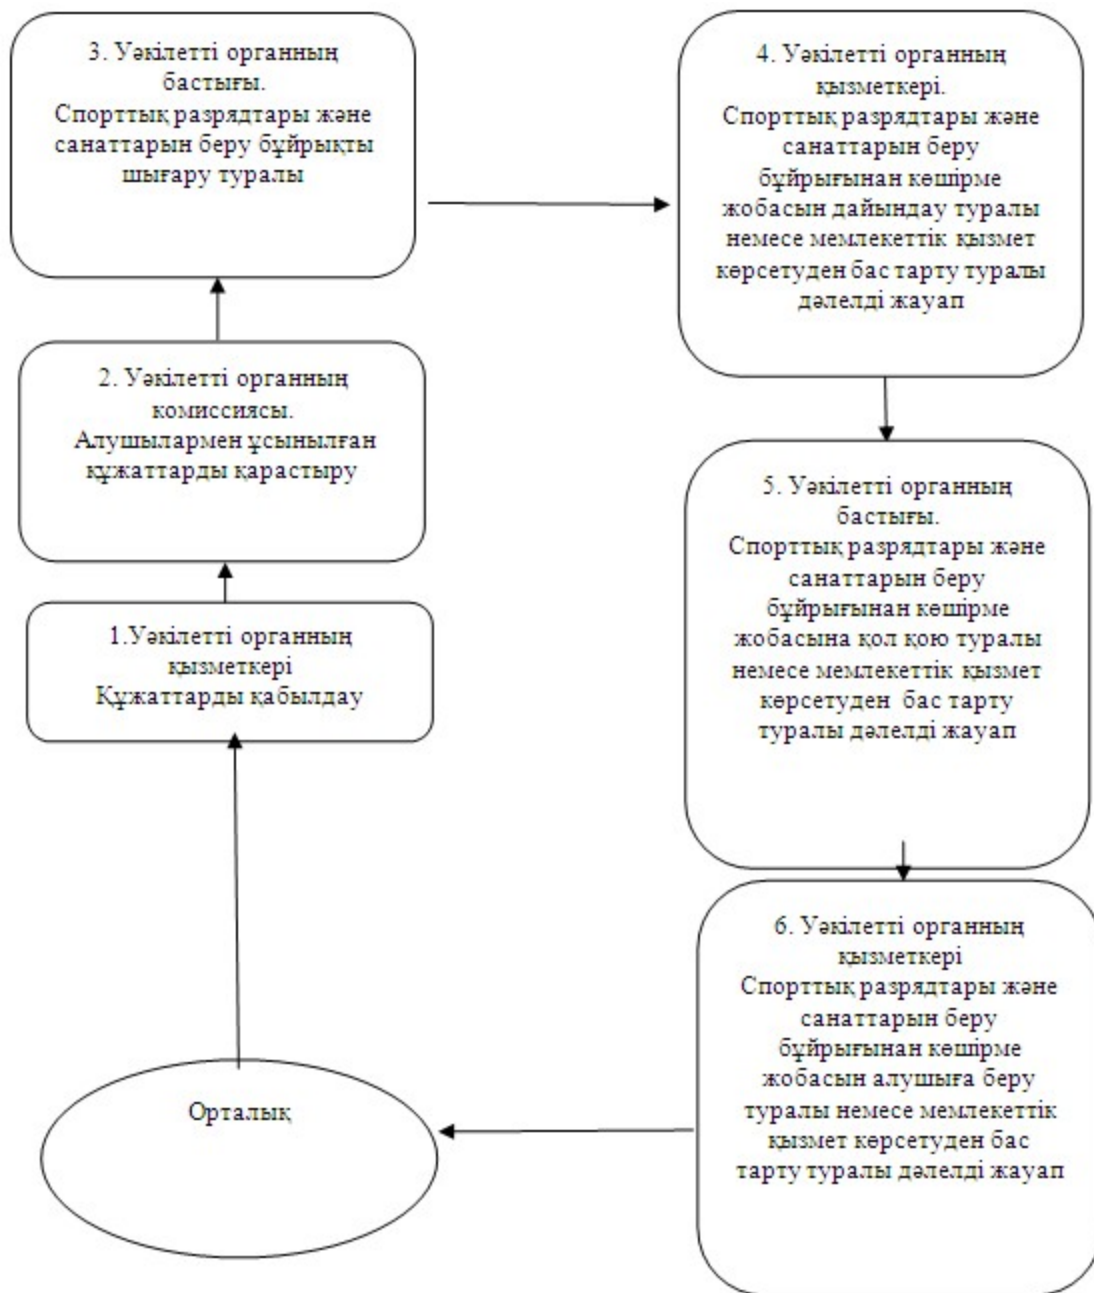 3. Уәкілетті органның
бастығы.
Спорттық разрядтары және
санаттарын беру бұйрықты
шығару туралы
4. Уәкілетті органның
қызметкері.
Спорттық разрядтары және
санаттарын беру
бұйрығынан көшірме
жобасын дайындау туралы
немесе мемлекеттік қызмет
көрсетуден бас тарту туралы
дәлелді жауап
2. Уәкілетті органның
комиссиясы.
Алушылармен ұсынылған
құжаттарды қарастыру
5. Уәкілетті органның
бастығы.
Спорттық разрядтары және
санаттарын беру
бұйрығынан көшірме
жобасына қол қою туралы
немесе мемлекеттік қызмет
көрсетуден бас тарту
туралы дәлелді жауап
1.Уәкілетті органның
қызметкері
Құжаттарды қабылдау
6. Уәкілетті органның
қызметкері
Спорттық разрядтары және
санаттарын беру
бұйрығынан көшірме
жобасын алушыға беру
туралы немесе мемлекеттік
қызмет көрсетуден бас
тарту туралы дәлелді жауап
Орталық